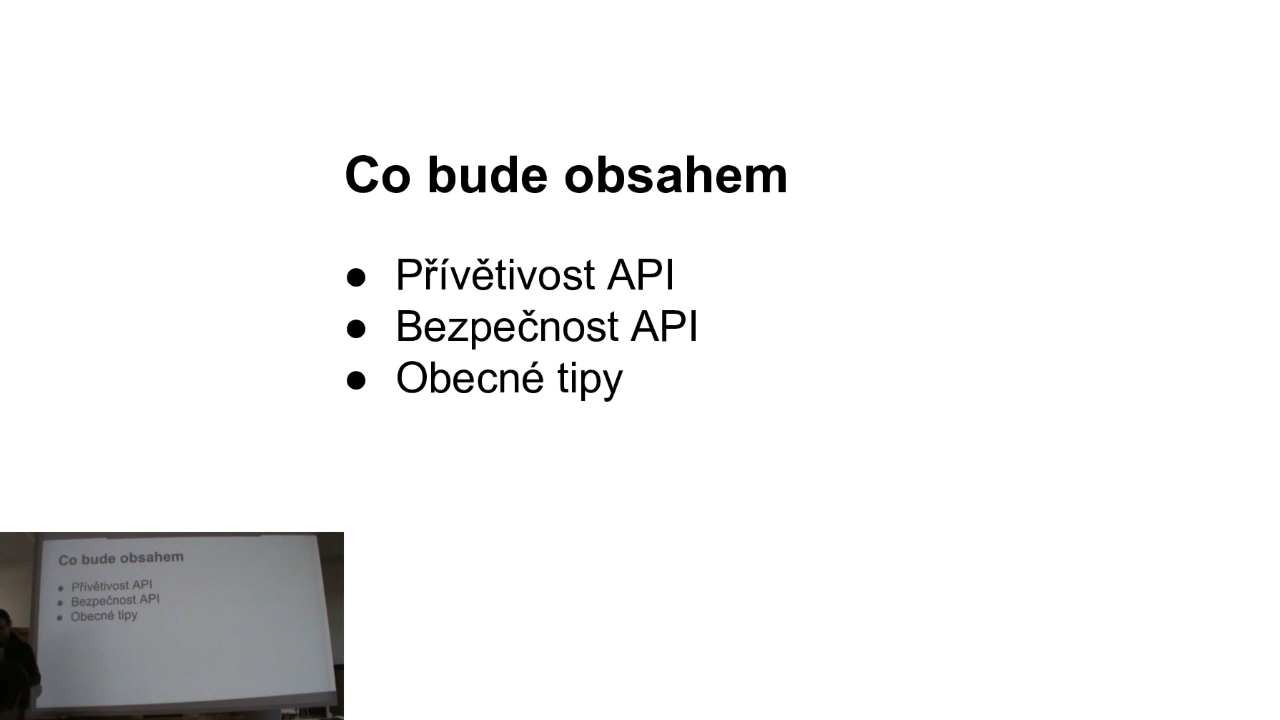 Co bude obsahem
● Přívětivost API
● Bezpečnost API
● Obecné tipy
Co bude obsahem
● Přívětivost API
● Bezpečnost API
● Obecné tipy